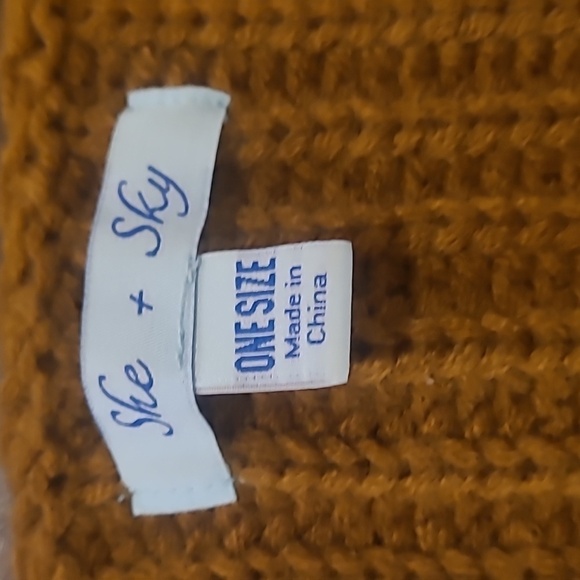 She + Sky
ONE SIZE
Made in
China